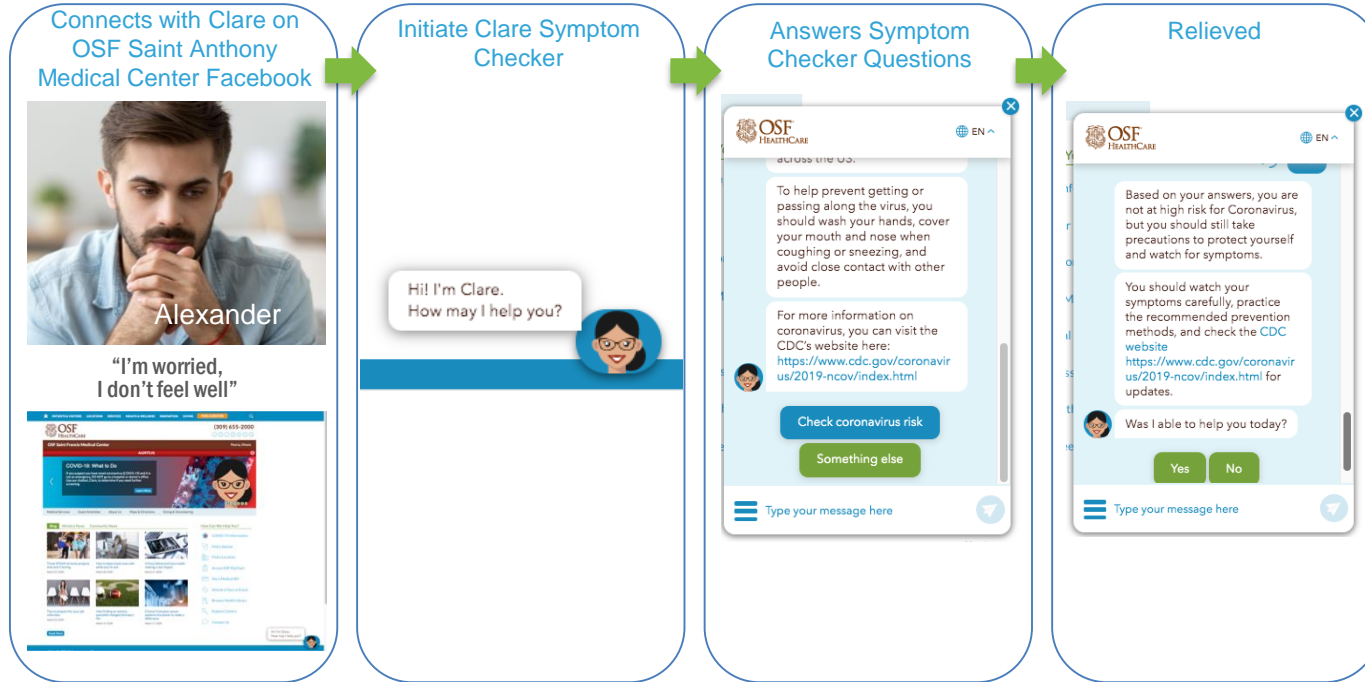 Connects with Clare on
OSF Saint Anthony
Medical Center Facebook
Alexander
“I’m worried,
I don’t feel well”
OSF
HEALTHCARE
(309) 655-2000
OSF Saint Francis Medical Center
COVID-19: What to Do
Hi! I'm Clare.
How may I help you?
Initiate Clare Symptom
Checker
Hi! I'm Clare.
How may I help you?
Answers Symptom
Checker Questions
OSF
HEALTHCARE
EN
across the US.
To help prevent getting or
passing along the virus, you
should wash your hands, cover
your mouth and nose when
coughing or sneezing, and
avoid close contact with other
people.
For more information on
coronavirus, you can visit the
CDC's website here:
https://www.cdc.gov/coronavir
us/2019-ncov/index.html
Check coronavirus risk
Something else
Type your message here
Relieved
OSF
HEALTHCARE
EN
Based on your answers, you are
not at high risk for Coronavirus,
but you should still take
precautions to protect yourself
and watch for symptoms.
You should watch your
symptoms carefully, practice
the recommended prevention
methods, and check the CDC
website
https://www.cdc.gov/coronavir
us/2019-ncov/index.html for
updates.
Was I able to help you today?
Yes
No
Type your message here